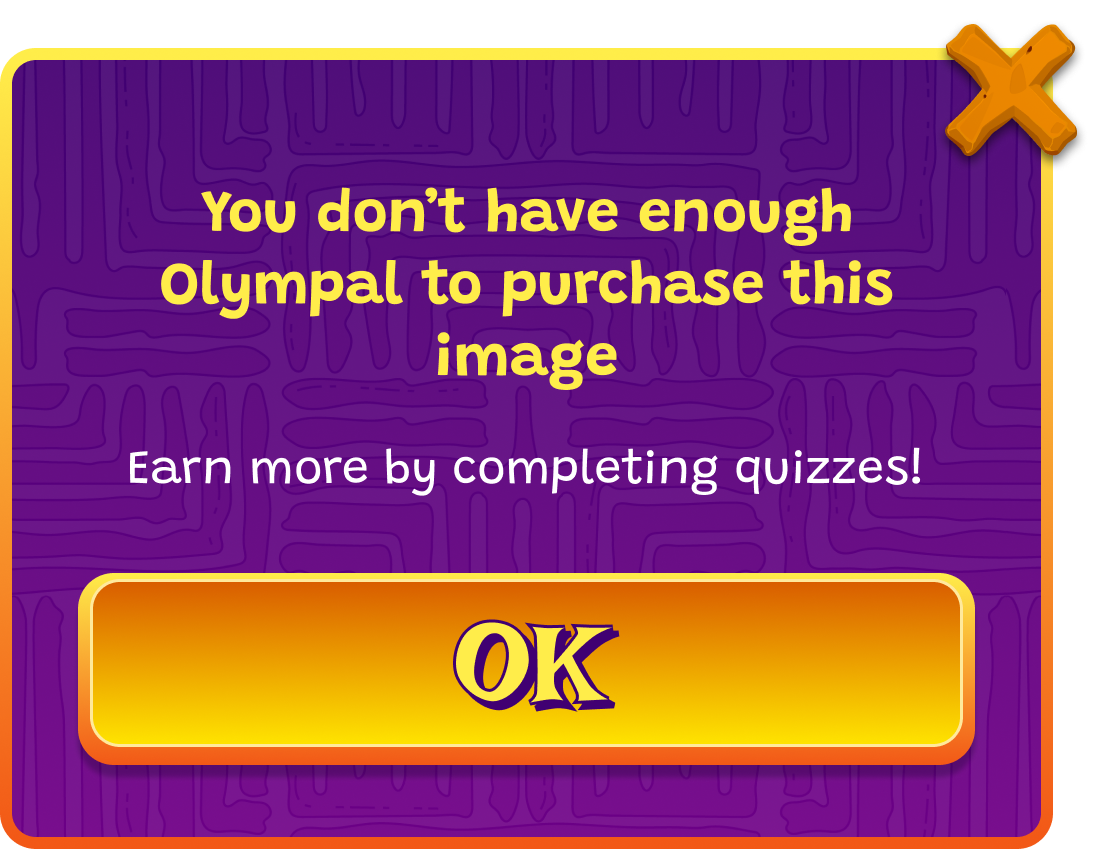 You don’t have enough
Olympal to purchase this
image
Earn more by completing quizzes!
OK